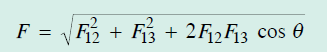 F = √(F₁₂² + F₁₃² + 2F₁₂F₁₃ cos θ)